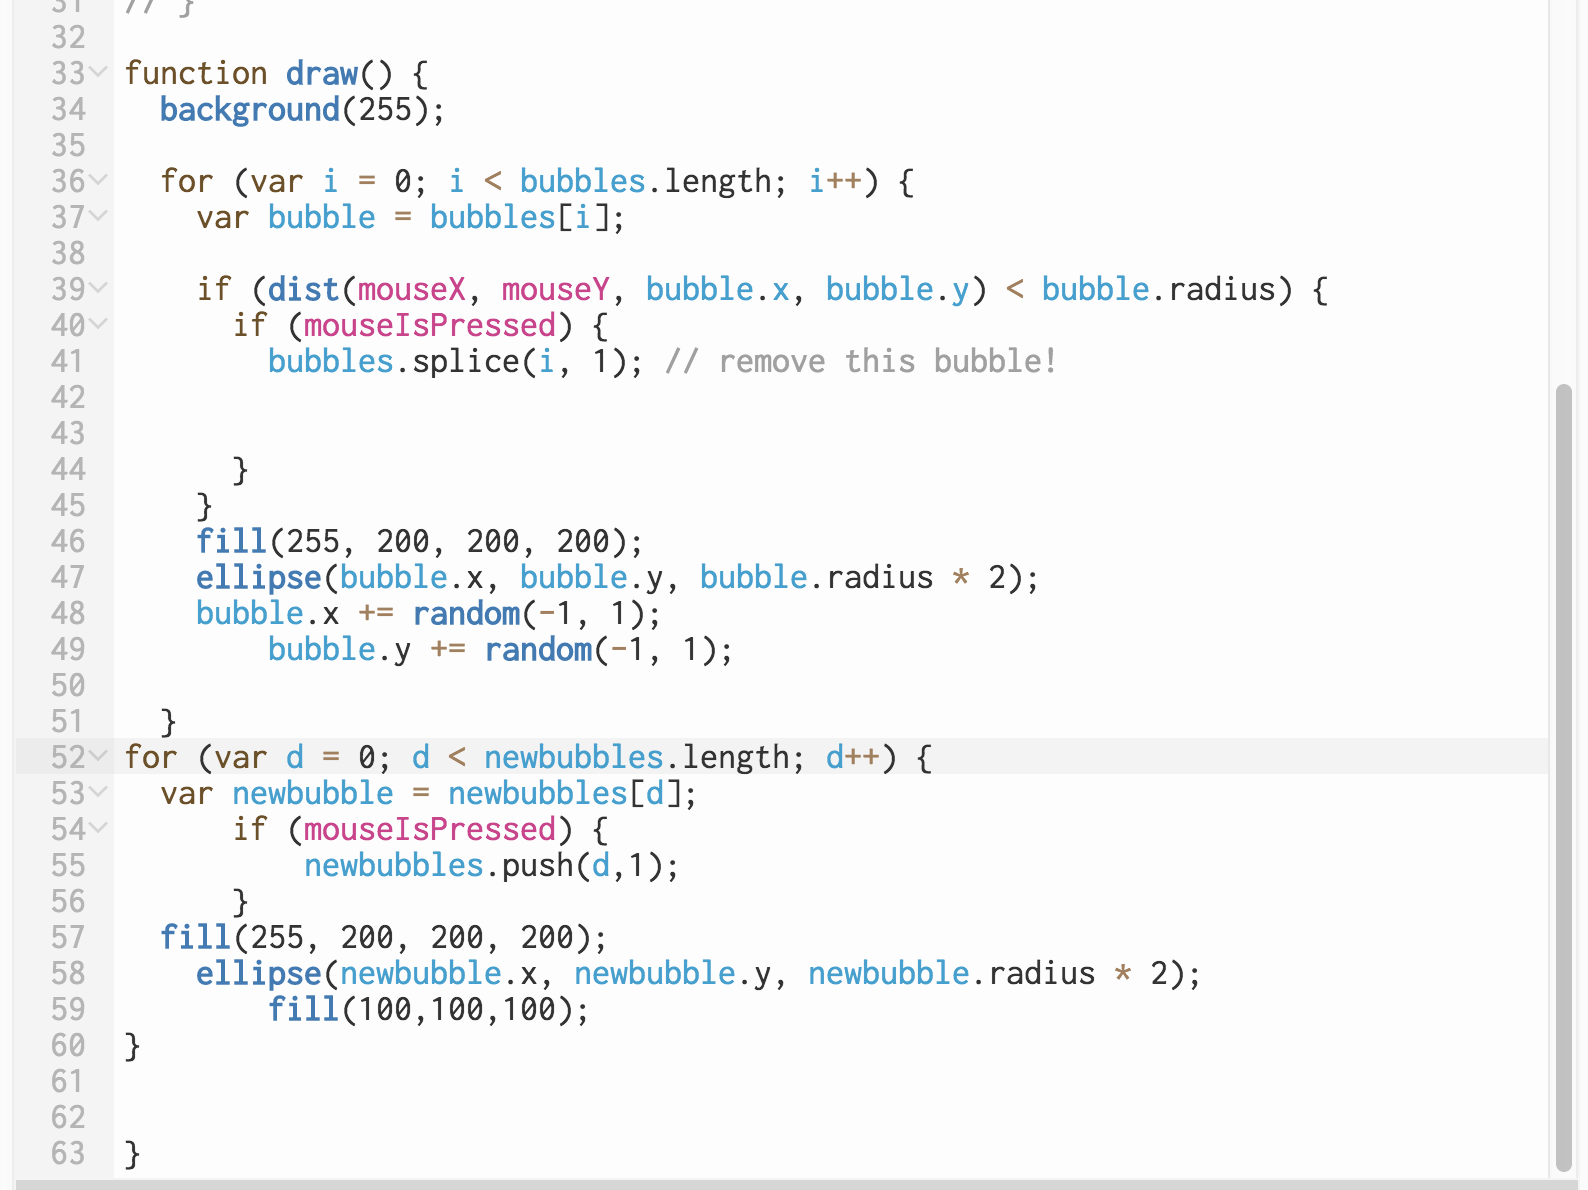 31 // }
32
33 function draw() {
34   background(255);
35
36   for (var i = 0; i < bubbles.length; i++) {
37     var bubble = bubbles[i];
38
39     if (dist(mouseX, mouseY, bubble.x, bubble.y) < bubble.radius) {
40       if (mouseIsPressed) {
41         bubbles.splice(i, 1); // remove this bubble!
42
43
44       }
45     }
46     fill(255, 200, 200, 200);
47     ellipse(bubble.x, bubble.y, bubble.radius * 2);
48     bubble.x += random(-1, 1);
49         bubble.y += random(-1, 1);
50
51   }
52 for (var d = 0; d < newbubbles.length; d++) {
53   var newbubble = newbubbles[d];
54       if (mouseIsPressed) {
55           newbubbles.push(d,1);
56       }
57   fill(255, 200, 200, 200);
58     ellipse(newbubble.x, newbubble.y, newbubble.radius * 2);
59         fill(100,100,100);
60 }
61
62
63 }